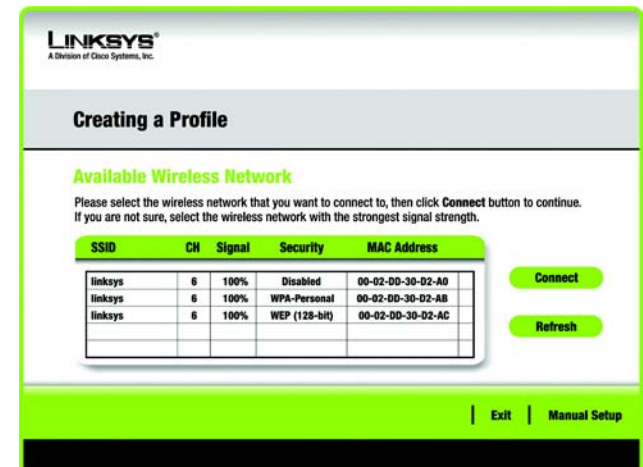 LINKSYS®
A Division of Cisco Systems, Inc.
Creating a Profile
Available Wireless Network
Please select the wireless network that you want to connect to, then click Connect button to continue.
If you are not sure, select the wireless network with the strongest signal strength.
SSID CH Signal Security MAC Address
linksys 6 100% Disabled 00-02-DD-30-D2-A0
linksys 6 100% WPA-Personal 00-02-DD-30-D2-AB
linksys 6 100% WEP (128-bit) 00-02-DD-30-D2-AC
Connect
Refresh
Exit Manual Setup